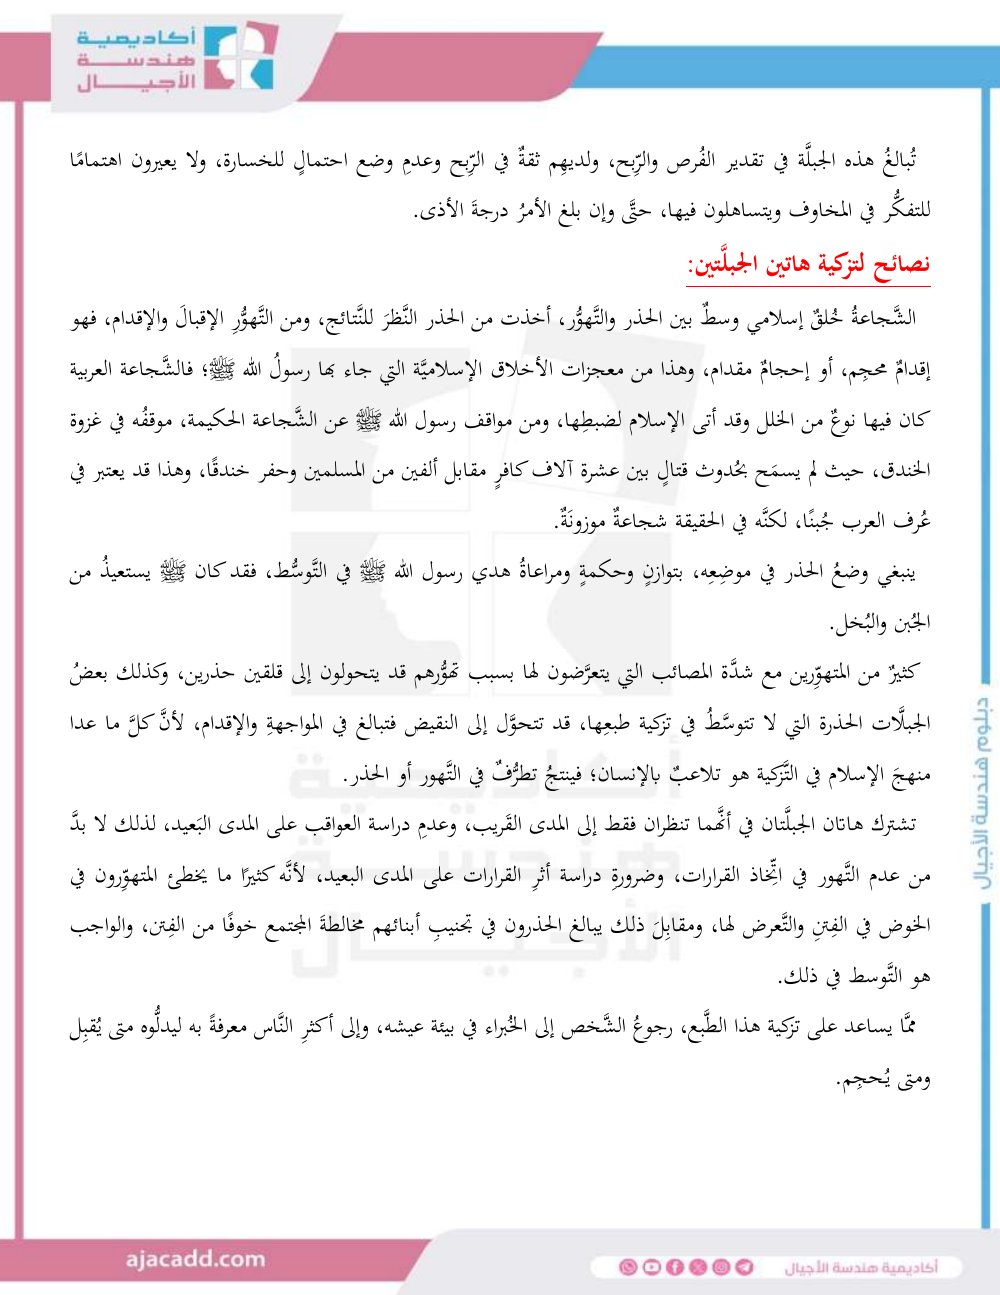 أكاديمية
هندسة
الأجيال
تُبالغُ هذه الجبلَّة في تقدير الفُرص والرِّبح، ولديهِم ثقةٌ في الرِّبح وعدمِ وضع احتمالٍ للخسارة، ولا يعيرون اهتمامًا
للتفكُّر في المخاوف ويتساهلون فيها، حتَّى وإن بلغ الأمرُ درجةَ الأذى.
نصائح لتزكية هاتين الجبلَّتين:
الشَّجاعةُ خُلقٌ إسلامي وسطٌ بين الحذر والتَّهوُّر، أخذت من الحذر النَّظرَ للنَّتائج، ومن التَّهوُّرِ الإقبالَ والإقدام، فهو
إقدامٌ محجِم، أو إحجامٌ مقدام، وهذا من معجزات الأخلاق الإسلاميَّة التي جاء بها رسولُ الله ﷺ؛ فالشَّجاعة العربية
كان فيها نوعٌ من الخلل وقد أتى الإسلام لضبطِها، ومن مواقف رسول الله ﷺ عن الشَّجاعة الحكيمة، موقفُه في غزوة
الخندق، حيث لم يسمَح بحُدوث قتالٍ بين عشرة آلاف كافرٍ مقابل ألفين من المسلمين وحفر خندقًا، وهذا قد يعتبر في
عُرف العرب جُبنًا، لكنَّه في الحقيقة شجاعةٌ موزونَةٌ.
ينبغي وضعُ الحذر في موضِعِه، بتوازنٍ وحكمةٍ ومراعاةُ هدي رسول الله ﷺ في التَّوسُّط، فقد كان ﷺ يستعيذُ من
الجُبن والبُخل.
كثيرٌ من المتهوِّرين مع شدَّة المصائب التي يتعرَّضون لها بسبب تهوُّرهم قد يتحولون إلى قلقين حذرين، وكذلك بعضُ
الجبلَّات الحذرة التي لا تتوسَّطُ في تزكية طبعِها، قد تتحوَّل إلى النقيض فتبالغ في المواجهةِ والإقدام، لأنَّ كلَّ ما عدا
منهجَ الإسلام في التَّزكية هو تلاعبٌ بالإنسان؛ فينتجُ تطرُّفٌ في التَّهور أو الحذر.
تشترك هاتان الجبلَّتان في أنَّهما تنظران فقط إلى المدى القَريب، وعدمِ دراسة العواقب على المدى البَعيد، لذلك لا بدَّ
من عدم التَّهور في اتِّخاذ القرارات، وضرورةِ دراسة أثرِ القرارات على المدى البعيد، لأنَّه كثيرًا ما يخطئ المتهوِّرون في
الخوض في الفِتنِ والتَّعرض لها، ومقابِلَ ذلك يبالغ الحذرون في تجنيبِ أبنائهم مخالطةَ المجتمع خوفًا من الفِتن، والواجب
هو التَّوسط في ذلك.
ممَّا يساعد على تزكية هذا الطَّبع، رجوعُ الشَّخص إلى الخُبراء في بيئة عيشه، وإلى أكثرِ النَّاس معرفةً به ليدلُّوه متى يُقبِل
ومتى يُحجِم.
دبلوم هندسة الأجيال
أكاديمية
هندسة
الأجيال
ajacadd.com
أكاديمية هندسة الأجيال